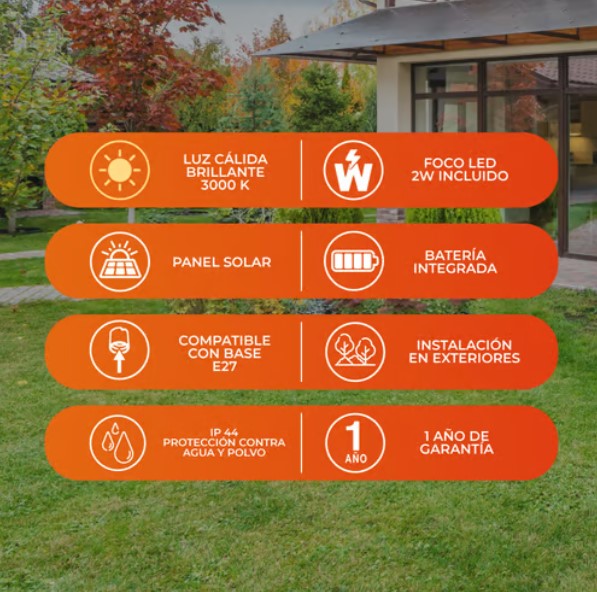 LUZ CÁLIDA
BRILLANTE
3000 K
W
FOCO LED
2W INCLUIDO
PANEL SOLAR
BATERÍA
INTEGRADA
COMPATIBLE
CON BASE
E27
INSTALACIÓN
EN EXTERIORES
IP 44
PROTECCIÓN CONTRA
AGUA Y POLVO
1
AÑO
1 AÑO DE
GARANTÍA